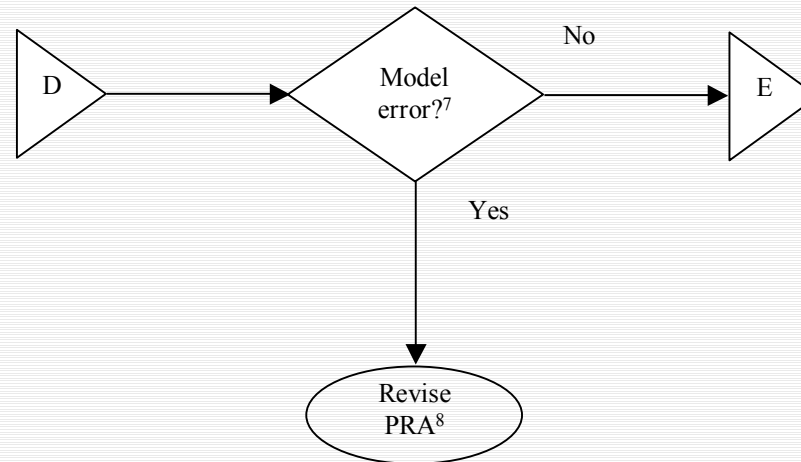 No
D
Model
error?⁷
E
Yes
Revise
PRA⁸